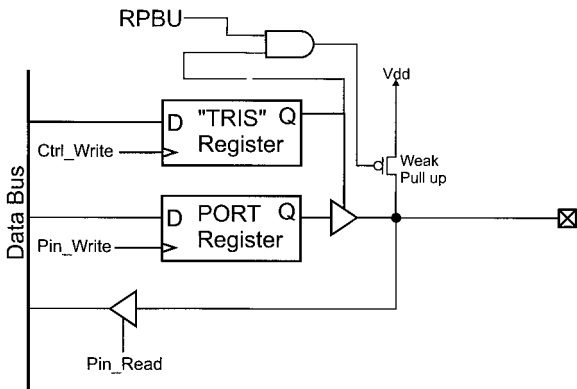 RPBU
Vdd
D "TRIS" Q
Register
Ctrl_Write
Weak
Pull up
D PORT Q
Register
Pin_Write
Data Bus
Pin_Read